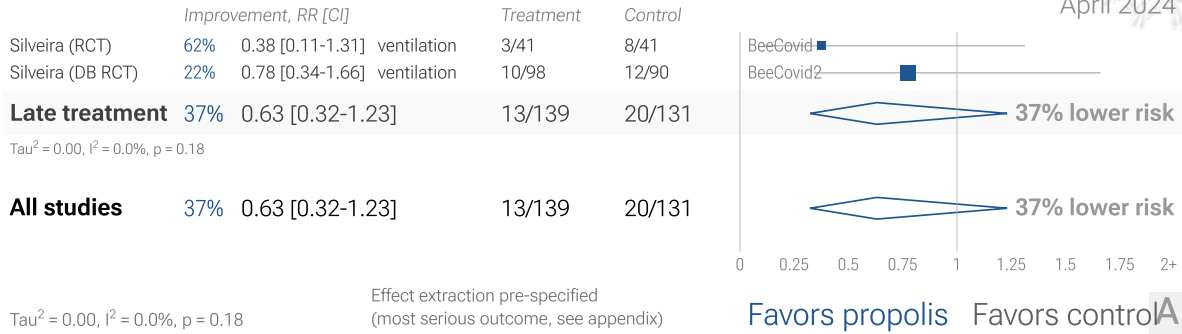 April 2024
Improvement, RR [CI] Treatment Control
Silveira (RCT) 62% 0.38 [0.11-1.31] ventilation 3/41 8/41 BeeCovid
Silveira (DB RCT) 22% 0.78 [0.34-1.66] ventilation 10/98 12/90 BeeCovid2
Late treatment 37% 0.63 [0.32-1.23] 13/139 20/131 37% lower risk
Tau² = 0.00, I² = 0.0%, p = 0.18
All studies 37% 0.63 [0.32-1.23] 13/139 20/131 37% lower risk
0 0.25 0.5 0.75 1 1.25 1.5 1.75 2+
Effect extraction pre-specified
Tau² = 0.00, I² = 0.0%, p = 0.18 (most serious outcome, see appendix) Favors propolis Favors control A